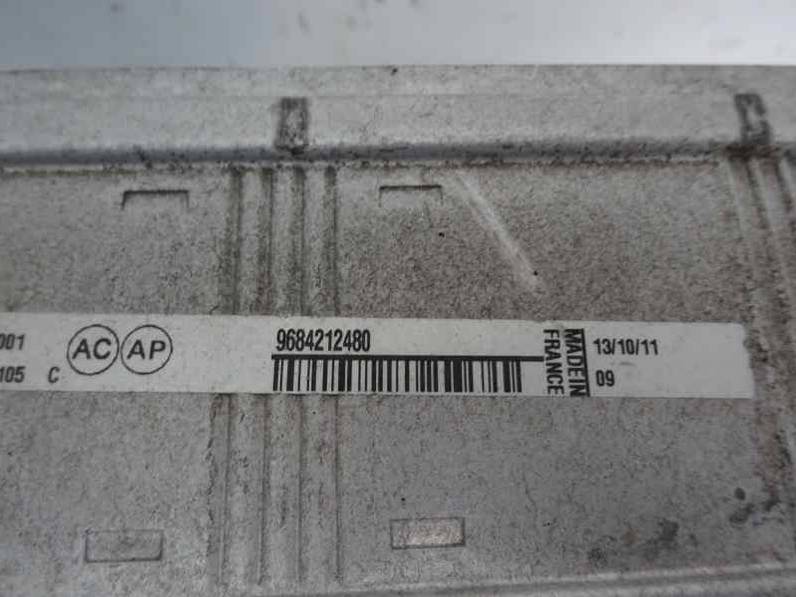 001
105 C
AC AP
9684212480
MADE IN
FRANCE
13/10/11
09